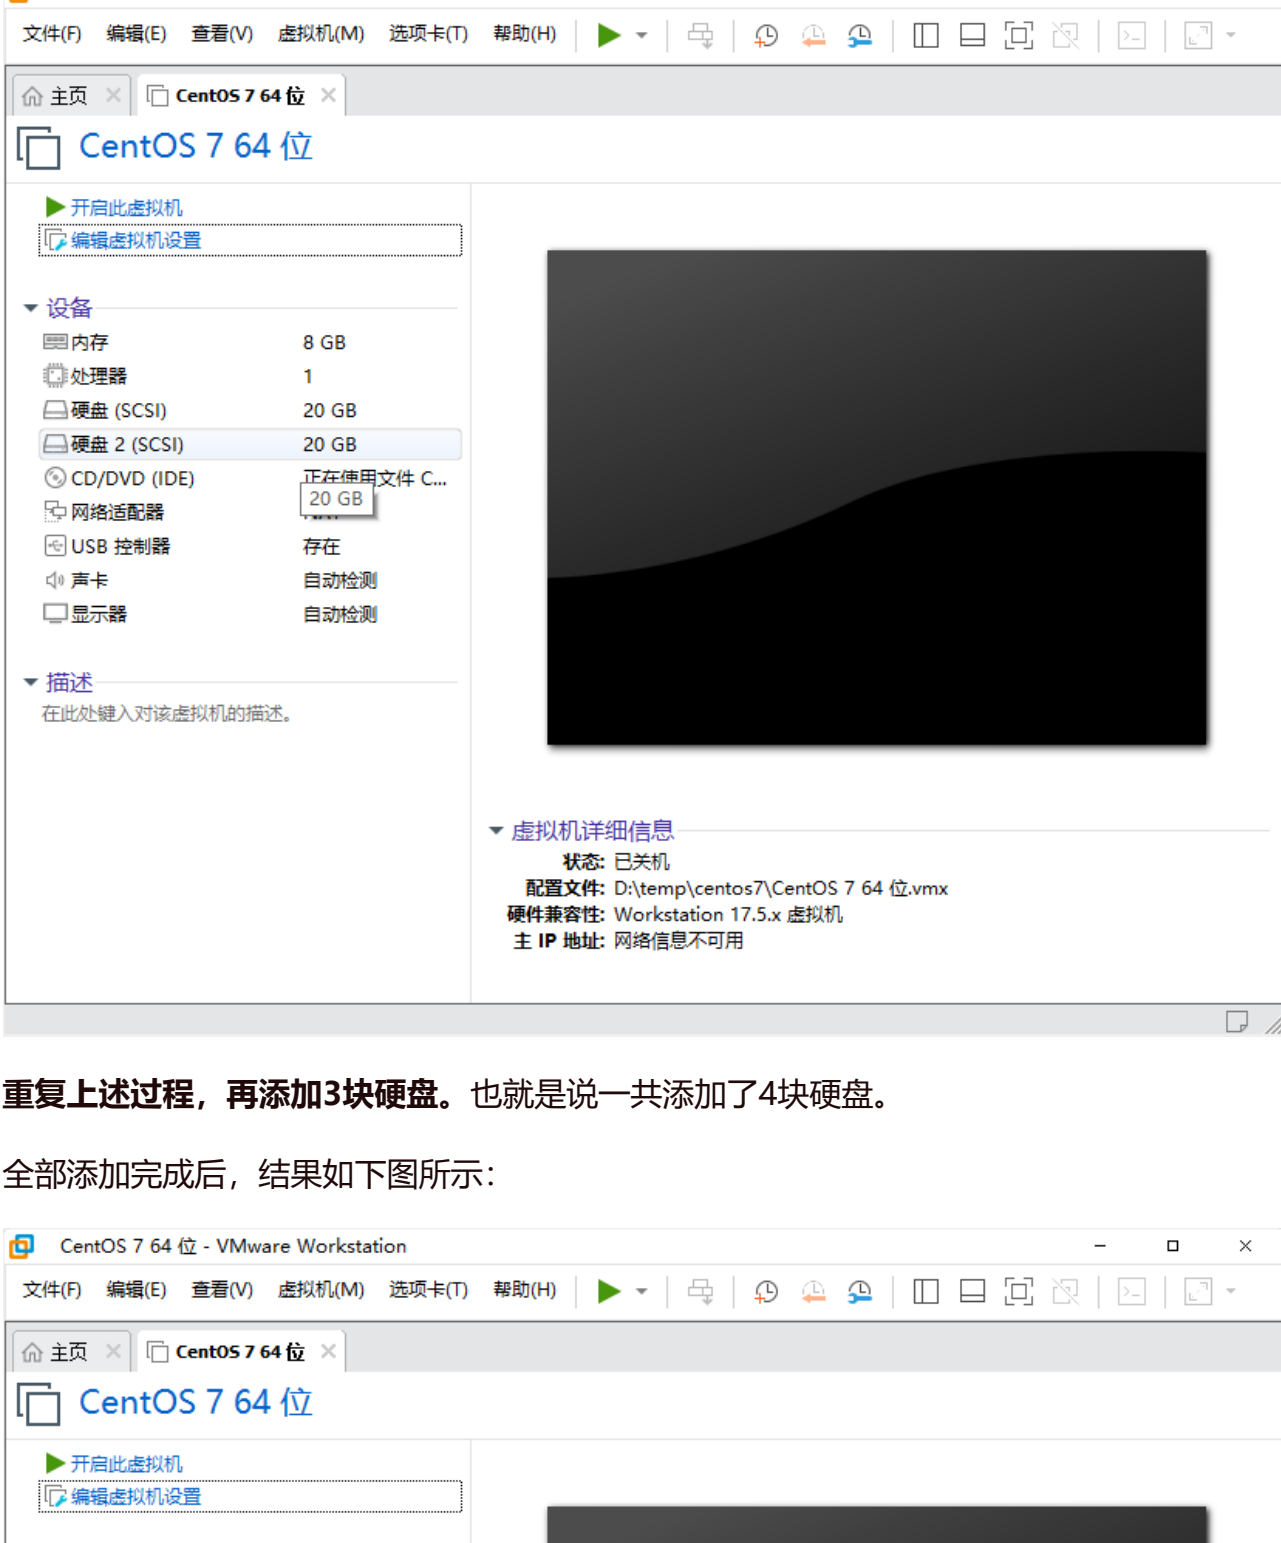 文件(F) 编辑(E) 查看(V) 虚拟机(M) 选项卡(T) 帮助(H)
主页 CentOS 7 64 位
CentOS 7 64 位
开启此虚拟机
编辑虚拟机设置
设备
内存 8 GB
处理器 1
硬盘 (SCSI) 20 GB
硬盘 2 (SCSI) 20 GB
CD/DVD (IDE) 正在使用文件 C...
20 GB
网络适配器
USB 控制器 存在
声卡 自动检测
显示器 自动检测
描述
在此处键入对该虚拟机的描述。
虚拟机详细信息
状态: 已关机
配置文件: D:\temp\centos7\CentOS 7 64 位.vmx
硬件兼容性: Workstation 17.5.x 虚拟机
主 IP 地址: 网络信息不可用
重复上述过程，再添加3块硬盘。也就是说一共添加了4块硬盘。
全部添加完成后，结果如下图所示：
CentOS 7 64 位 - VMware Workstation
文件(F) 编辑(E) 查看(V) 虚拟机(M) 选项卡(T) 帮助(H)
主页 CentOS 7 64 位
CentOS 7 64 位
开启此虚拟机
编辑虚拟机设置